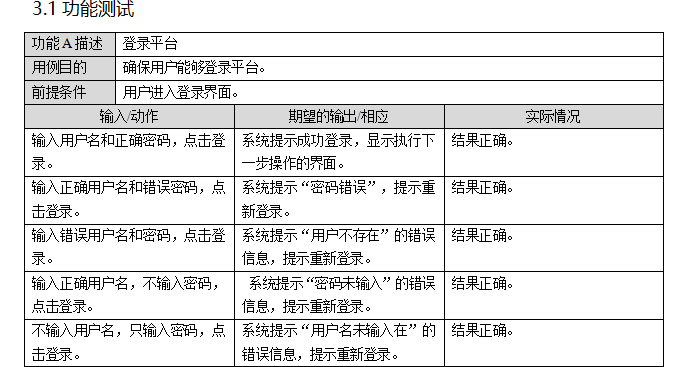 3.1 功能测试
功能A描述 登录平台
用例目的 确保用户能够登录平台。
前提条件 用户进入登录界面。
输入/动作 期望的输出/相应 实际情况
输入用户名和正确密码，点击登
录。
系统提示成功登录，显示执行下
一步操作的界面。
结果正确。
输入正确用户名和错误密码，点
击登录。
系统提示“密码错误”，提示重
新登录。
结果正确。
输入错误用户名和密码，点击登
录。
系统提示“用户不存在”的错误
信息，提示重新登录。
结果正确。
输入正确用户名，不输入密码，
点击登录。
系统提示“密码未输入”的错误
信息，提示重新登录。
结果正确。
不输入用户名，只输入密码，点
击登录。
系统提示“用户名未输入在”的
错误信息，提示重新登录。
结果正确。